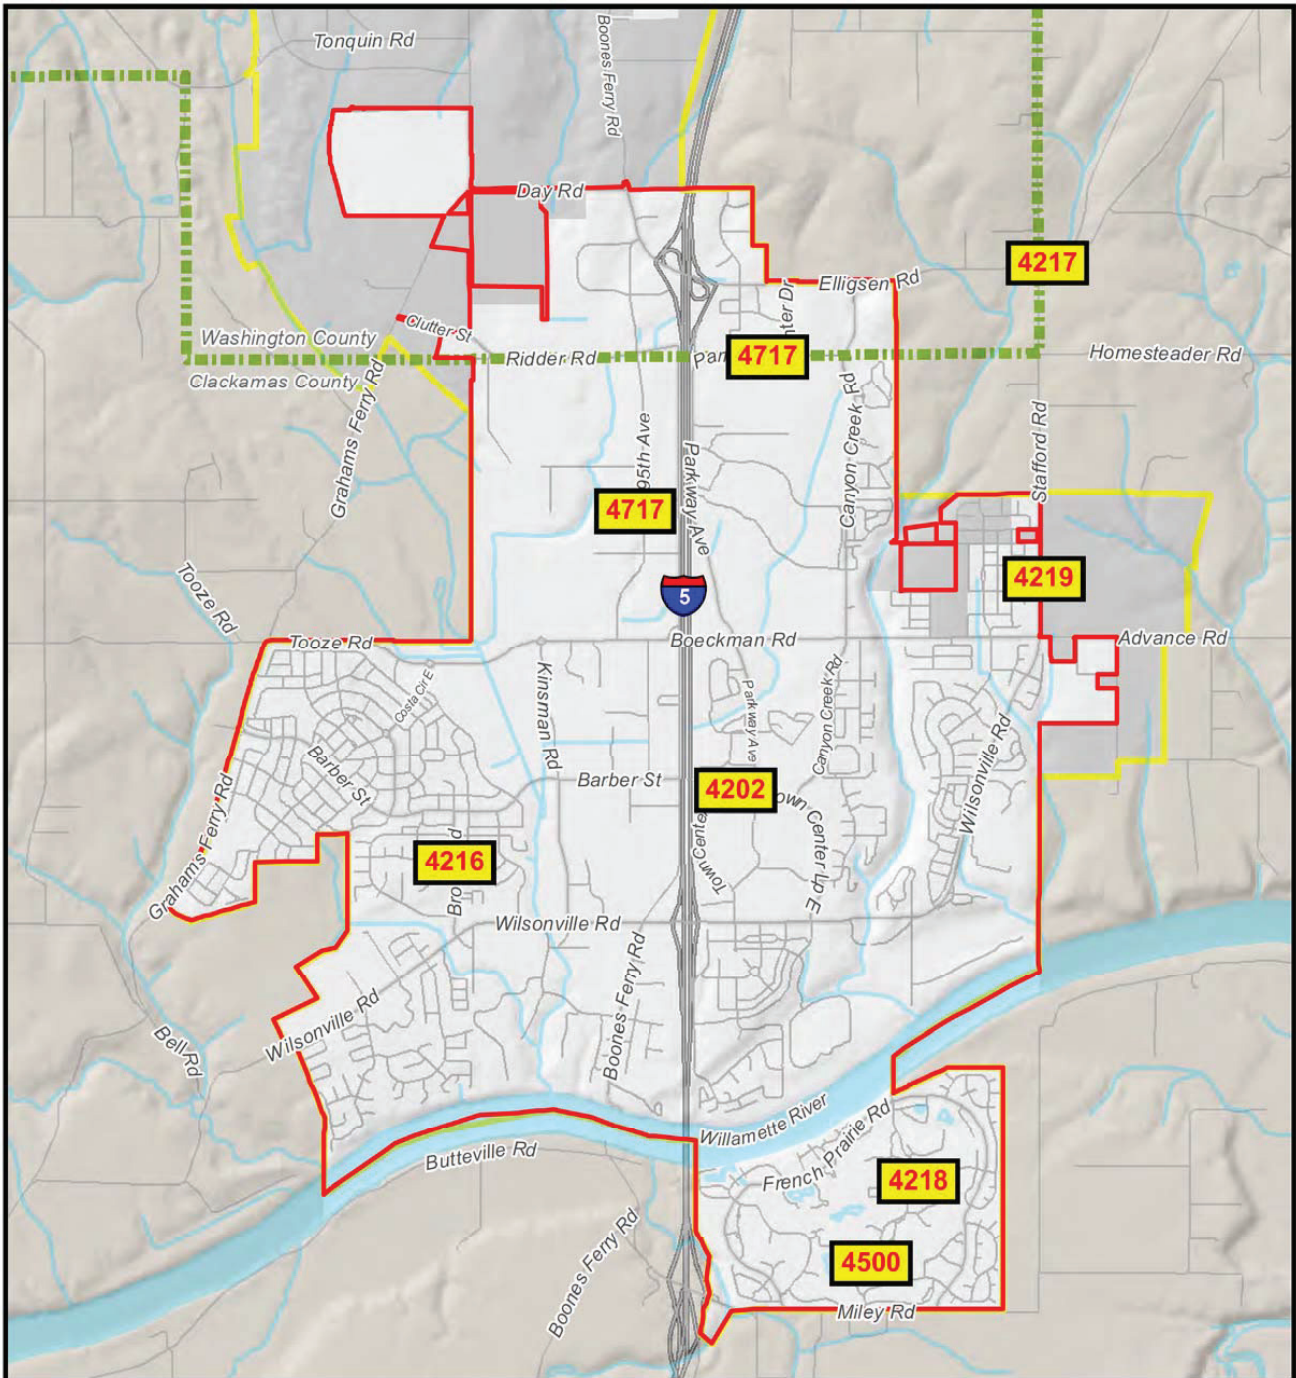 Tonquin Rd
Boones Ferry Rd
Day Rd
4217
Elligsen Rd
Clutter St
Washington County
Ridder Rd
4717
Homesteader Rd
Clackamas County
Grahams Ferry Rd
95th Ave
Parkway Ave
Canyon Creek Rd
Stafford Rd
4717
Tooze Rd
4219
5
Tooze Rd
Boeckman Rd
Advance Rd
Costa Cir E
Kinsman Rd
Parkway Ave
Canyon Creek Rd
Barber St
Barber St
4202
Wilsonville Rd
Grahams Ferry Rd
4216
Town Center Lp E
Wilsonville Rd
Boones Ferry Rd
Wilsonville Rd
Bell Rd
Willamette River
Butteville Rd
French Prairie Rd
4218
Boones Ferry Rd
4500
Miley Rd